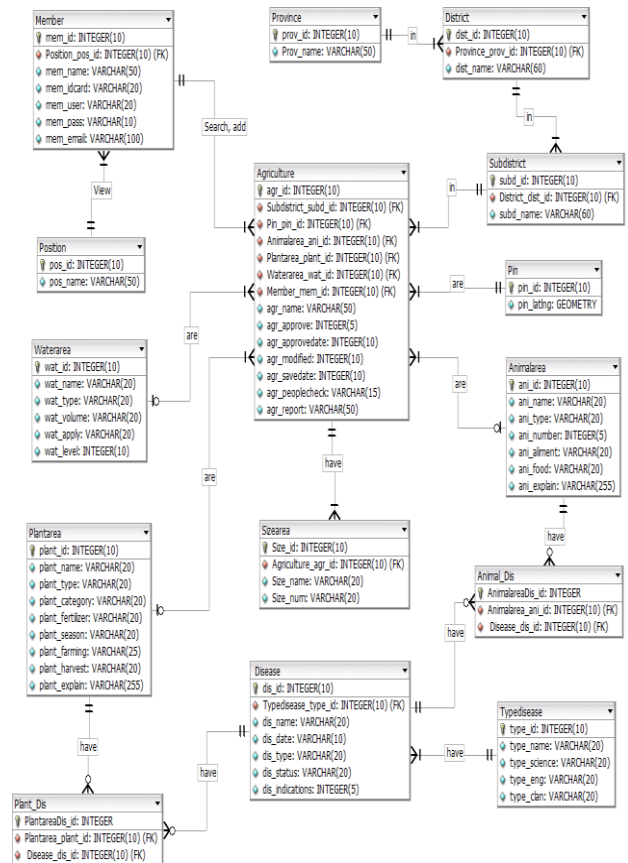 Member
mem_id: INTEGER(10)
Position_pos_id: INTEGER(10) (FK)
mem_name: VARCHAR(50)
mem_idcard: VARCHAR(20)
mem_user: VARCHAR(20)
mem_pass: VARCHAR(10)
mem_email: VARCHAR(100)
Province
prov_id: INTEGER(10)
Prov_name: VARCHAR(50)
in
District
dist_id: INTEGER(10)
Province_prov_id: INTEGER(10) (FK)
dist_name: VARCHAR(60)
Search, add
in
View
Agriculture
agr_id: INTEGER(10)
Subdistrict_subd_id: INTEGER(10) (FK)
Pin_pin_id: INTEGER(10) (FK)
Animalarea_ani_id: INTEGER(10) (FK)
Plantarea_plant_id: INTEGER(10) (FK)
Waterarea_wat_id: INTEGER(10) (FK)
Member_mem_id: INTEGER(10) (FK)
agr_name: VARCHAR(50)
agr_approve: INTEGER(5)
agr_approvedate: INTEGER(10)
agr_modified: INTEGER(10)
agr_savedate: INTEGER(10)
agr_peoplecheck: VARCHAR(15)
agr_report: VARCHAR(50)
in
Subdistrict
subd_id: INTEGER(10)
District_dist_id: INTEGER(10) (FK)
subd_name: VARCHAR(60)
Position
pos_id: INTEGER(10)
pos_name: VARCHAR(50)
are
Pin
pin_id: INTEGER(10)
pin_latlng: GEOMETRY
are
Waterarea
wat_id: INTEGER(10)
wat_name: VARCHAR(20)
wat_type: VARCHAR(20)
wat_volume: VARCHAR(20)
wat_apply: VARCHAR(20)
wat_level: INTEGER(10)
are
Animalarea
ani_id: INTEGER(10)
ani_name: VARCHAR(20)
ani_type: VARCHAR(20)
ani_number: INTEGER(5)
ani_aliment: VARCHAR(20)
ani_food: VARCHAR(20)
ani_explain: VARCHAR(255)
have
are
Plantarea
plant_id: INTEGER(10)
plant_name: VARCHAR(20)
plant_type: VARCHAR(20)
plant_category: VARCHAR(20)
plant_fertilizer: VARCHAR(20)
plant_season: VARCHAR(20)
plant_farming: VARCHAR(25)
plant_harvest: VARCHAR(20)
plant_explain: VARCHAR(255)
Sizearea
Size_id: INTEGER(10)
Agriculture_agr_id: INTEGER(10) (FK)
Size_name: VARCHAR(20)
Size_num: VARCHAR(20)
have
Animal_Dis
AnimalareaDis_id: INTEGER
Animalarea_ani_id: INTEGER(10) (FK)
Disease_dis_id: INTEGER(10) (FK)
have
Disease
dis_id: INTEGER(10)
Typedisease_type_id: INTEGER(10) (FK)
dis_name: VARCHAR(20)
dis_date: VARCHAR(10)
dis_type: VARCHAR(20)
dis_status: VARCHAR(20)
dis_indications: INTEGER(5)
have
Typedisease
type_id: INTEGER(10)
type_name: VARCHAR(20)
type_science: VARCHAR(20)
type_eng: VARCHAR(20)
type_clan: VARCHAR(20)
have
have
Plant_Dis
PlantareaDis_id: INTEGER
Plantarea_plant_id: INTEGER(10) (FK)
Disease_dis_id: INTEGER(10) (FK)